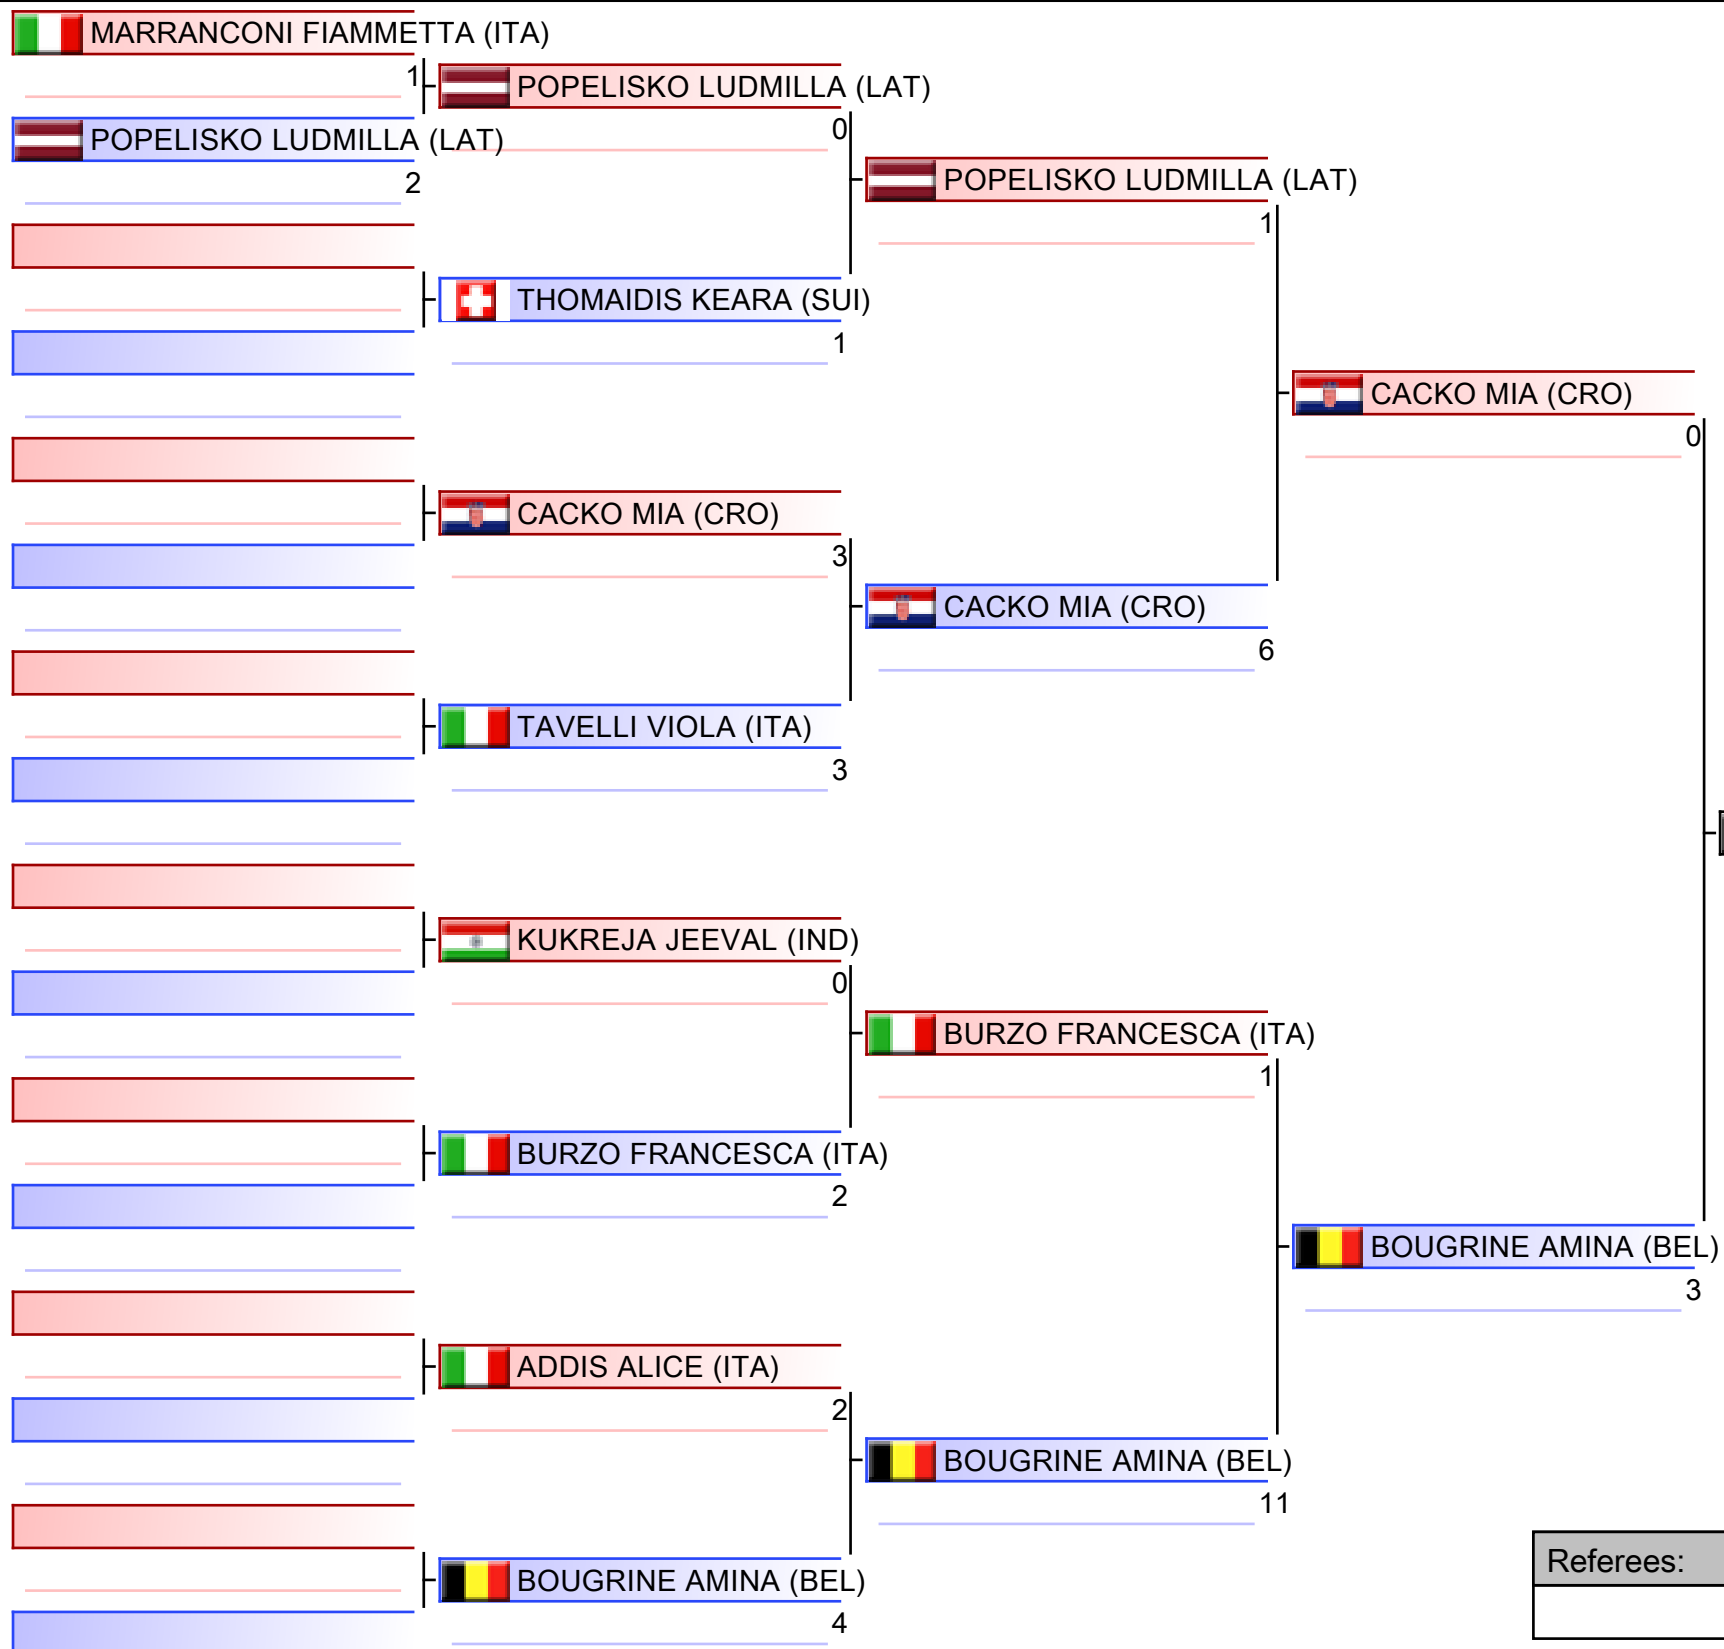 MARRANCONI FIAMMETTA (ITA)
1
POPELISKO LUDMILLA (LAT)
2
POPELISKO LUDMILLA (LAT)
0
THOMAIDIS KEARA (SUI)
1
CACKO MIA (CRO)
3
TAVELLI VIOLA (ITA)
3
KUKREJA JEEVAL (IND)
0
BURZO FRANCESCA (ITA)
2
ADDIS ALICE (ITA)
2
BOUGRINE AMINA (BEL)
4
POPELISKO LUDMILLA (LAT)
1
CACKO MIA (CRO)
6
BURZO FRANCESCA (ITA)
1
BOUGRINE AMINA (BEL)
11
CACKO MIA (CRO)
0
BOUGRINE AMINA (BEL)
3
Referees: